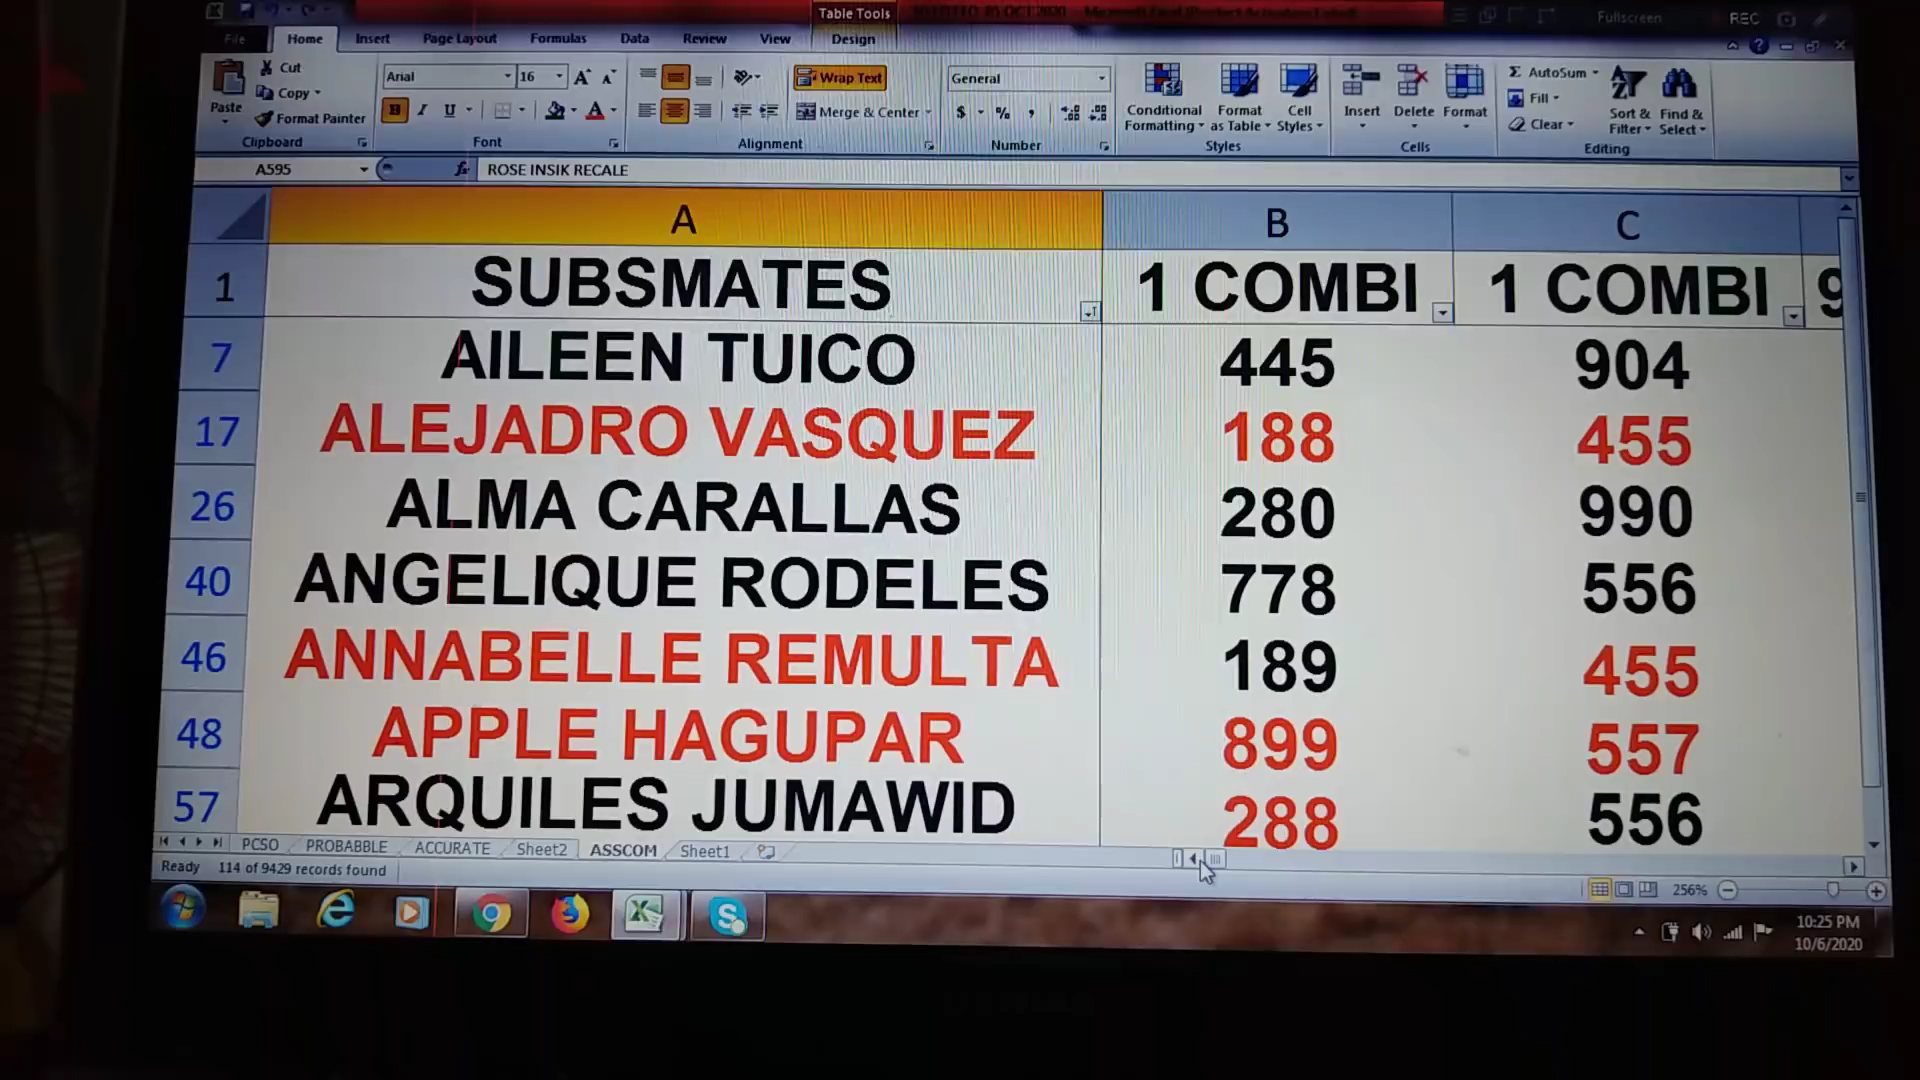 Table Tools
Fullscreen
REC
File Home Insert Page Layout Formulas Data Review View Design
Paste
Cut
Copy
Format Painter
Clipboard
Arial 16
B I U
Font
Wrap Text
Merge & Center
Alignment
General
$ % ,
Number
Conditional Formatting
Format as Table
Cell Styles
Styles
Insert Delete Format
Cells
Σ AutoSum
Fill
Clear
Sort & Filter
Find & Select
Editing
A595 fx ROSE INSIK RECALE
A B C
1 SUBSMATES 1 COMBI 1 COMBI 9
7 AILEEN TUICO 445 904
17 ALEJADRO VASQUEZ 188 455
26 ALMA CARALLAS 280 990
40 ANGELIQUE RODELES 778 556
46 ANNABELLE REMULTA 189 455
48 APPLE HAGUPAR 899 557
57 ARQUILES JUMAWID 288 556
PCSO PROBABBLE ACCURATE Sheet2 ASSCOM Sheet1
Ready 114 of 9429 records found
256%
10:25 PM
10/6/2020